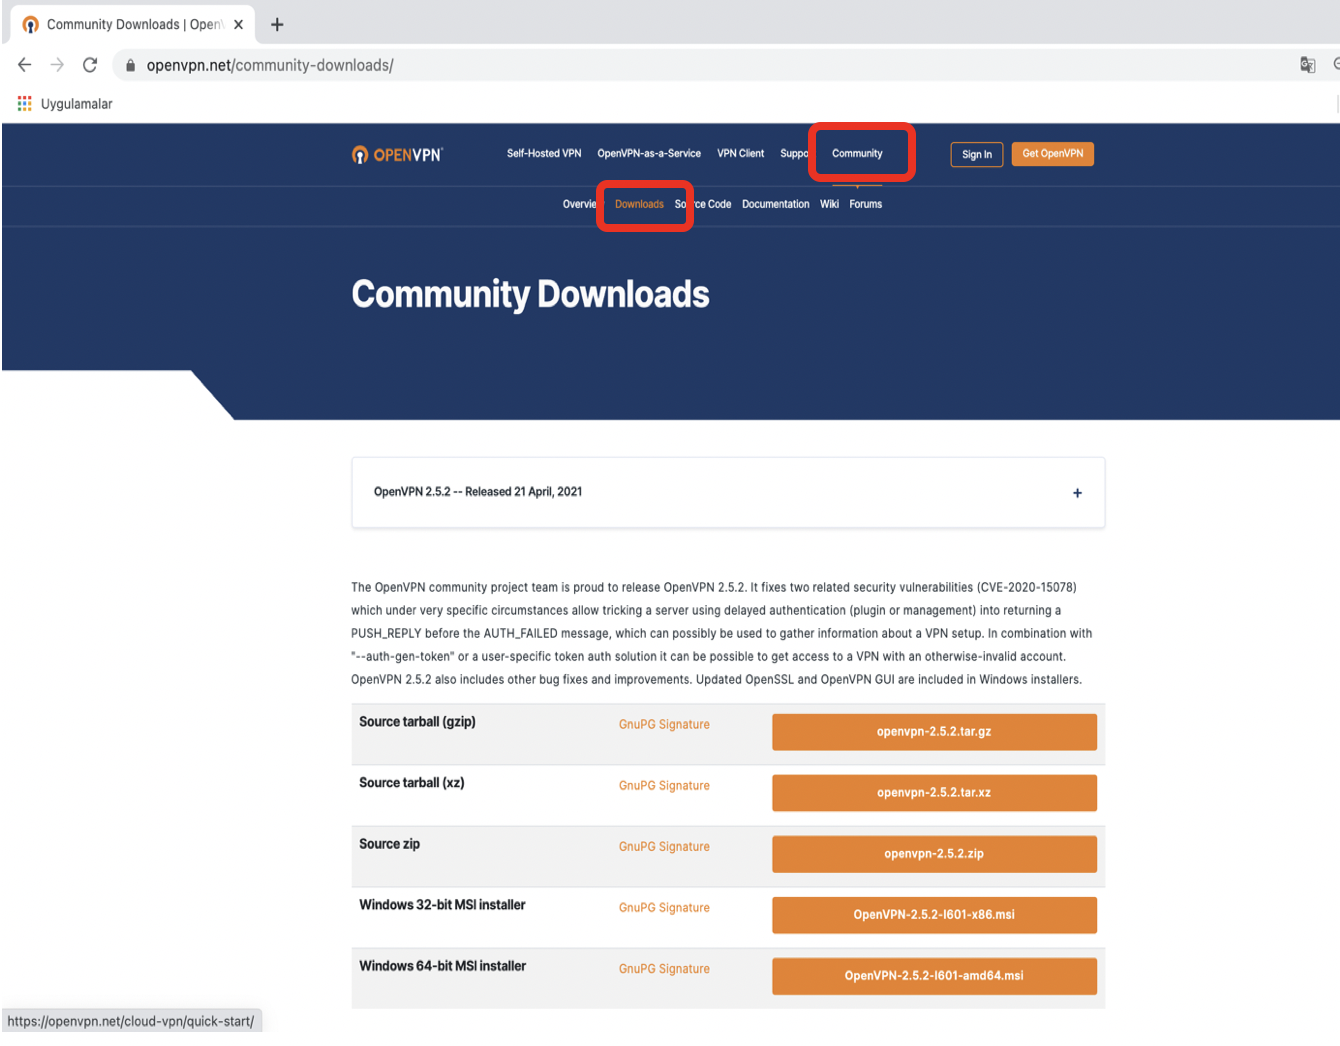 Community Downloads | Open
openvpn.net/community-downloads/
Uygulamalar
OPENVPN
Self-Hosted VPN OpenVPN-as-a-Service VPN Client Suppo Community Sign In Get OpenVPN
Overvie Downloads So rce Code Documentation Wiki Forums
Community Downloads
OpenVPN 2.5.2 -- Released 21 April, 2021 +
The OpenVPN community project team is proud to release OpenVPN 2.5.2. It fixes two related security vulnerabilities (CVE-2020-15078)
which under very specific circumstances allow tricking a server using delayed authentication (plugin or management) into returning a
PUSH_REPLY before the AUTH_FAILED message, which can possibly be used to gather information about a VPN setup. In combination with
"--auth-gen-token" or a user-specific token auth solution it can be possible to get access to a VPN with an otherwise-invalid account.
OpenVPN 2.5.2 also includes other bug fixes and improvements. Updated OpenSSL and OpenVPN GUI are included in Windows installers.
Source tarball (gzip) GnuPG Signature openvpn-2.5.2.tar.gz
Source tarball (xz) GnuPG Signature openvpn-2.5.2.tar.xz
Source zip GnuPG Signature openvpn-2.5.2.zip
Windows 32-bit MSI installer GnuPG Signature OpenVPN-2.5.2-I601-x86.msi
Windows 64-bit MSI installer GnuPG Signature OpenVPN-2.5.2-I601-amd64.msi
https://openvpn.net/cloud-vpn/quick-start/